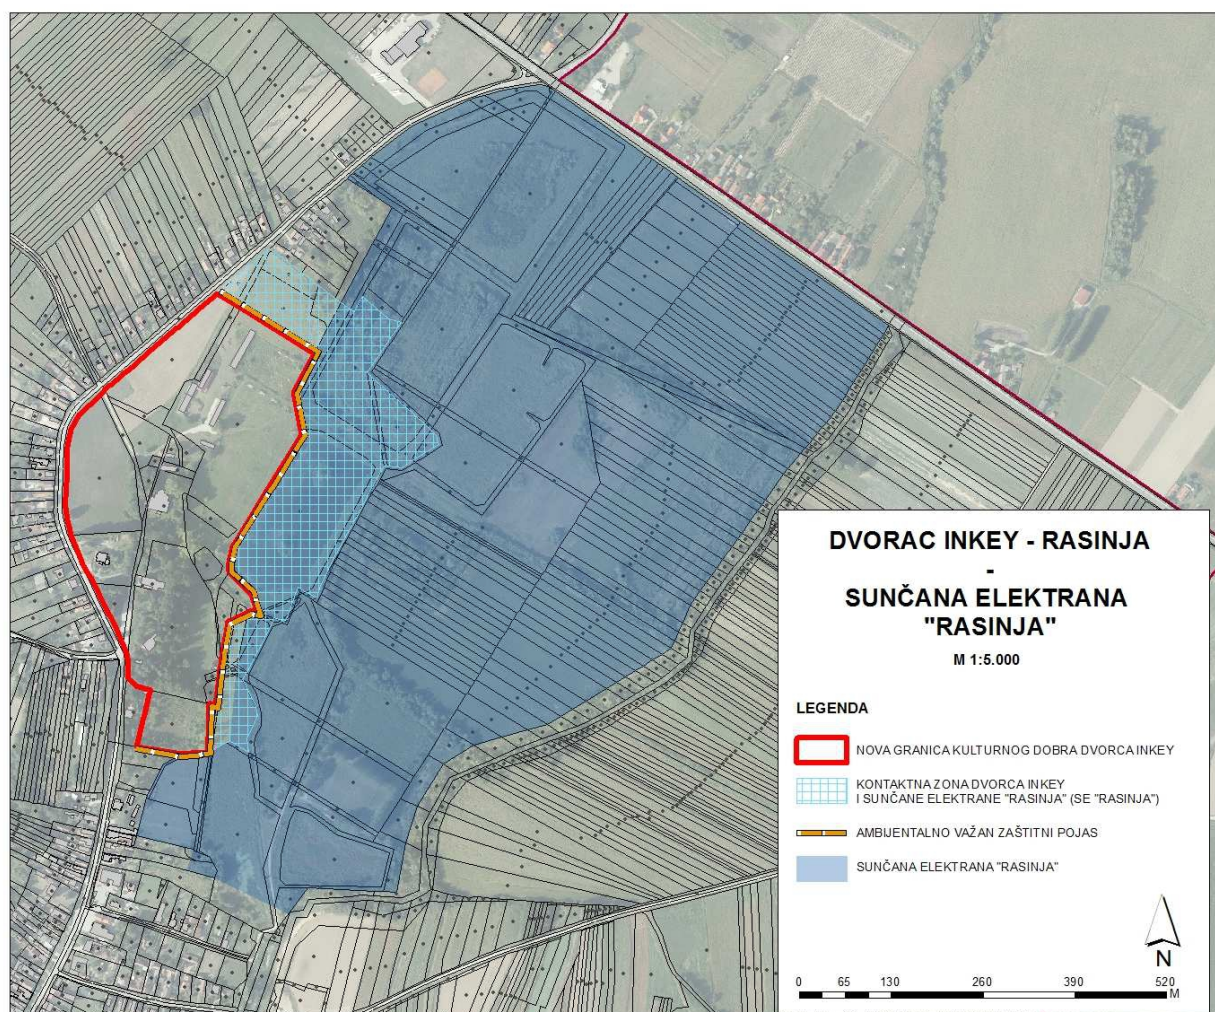 DVORAC INKEY - RASINJA
-
SUNČANA ELEKTRANA
"RASINJA"
M 1:5.000
LEGENDA
NOVA GRANICA KULTURNOG DOBRA DVORCA INKEY
KONTAKTNA ZONA DVORCA INKEY
I SUNČANE ELEKTRANE "RASINJA" (SE "RASINJA")
AMBIJENTALNO VAŽAN ZAŠTITNI POJAS
SUNČANA ELEKTRANA "RASINJA"
N
0 65 130 260 390 520
M